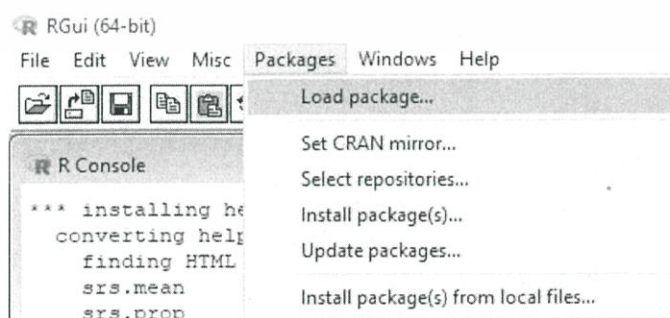 RGui (64-bit)
File Edit View Misc Packages Windows Help
Load package...
Set CRAN mirror...
Select repositories...
Install package(s)...
Update packages...
Install package(s) from local files...
R Console
*** installing he
converting help
finding HTML
srs.mean
srs.prop